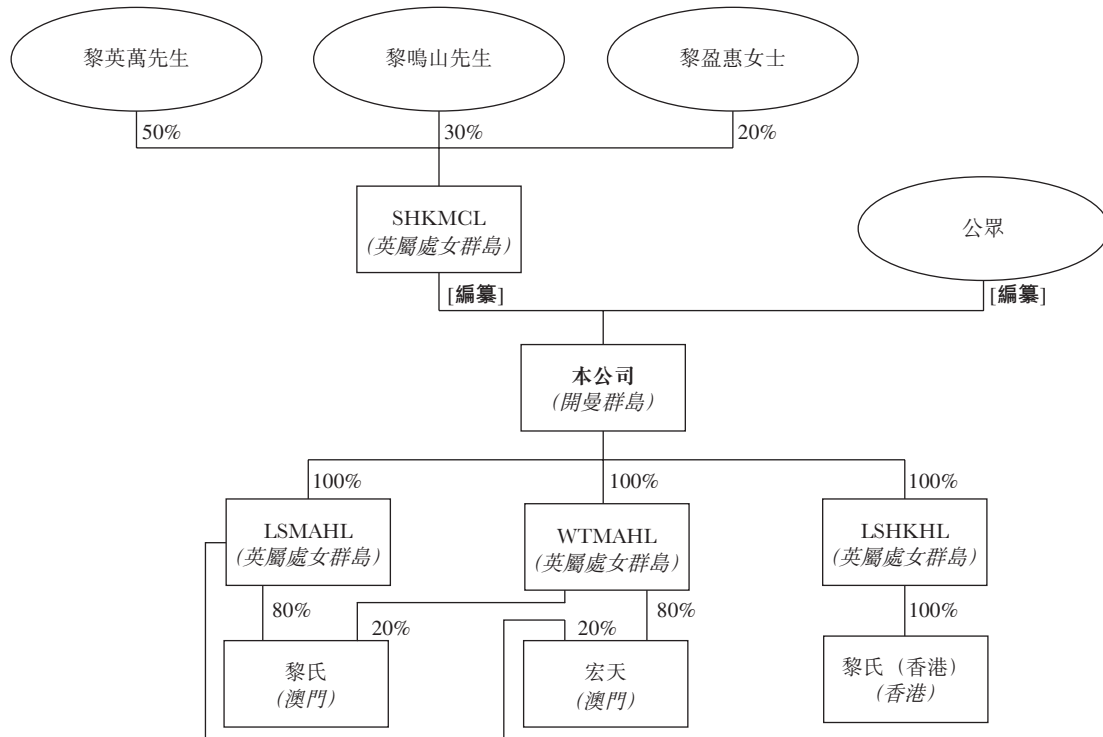 黎英萬先生
黎鳴山先生
黎盈惠女士
50%
30%
20%
SHKMCL
(英屬處女群島)
公眾
[編纂]
[編纂]
本公司
(開曼群島)
100%
100%
100%
LSMAHL
(英屬處女群島)
WTMAHL
(英屬處女群島)
LSHKHL
(英屬處女群島)
80%
20%
20%
80%
100%
黎氏
(澳門)
宏天
(澳門)
黎氏（香港）
(香港)